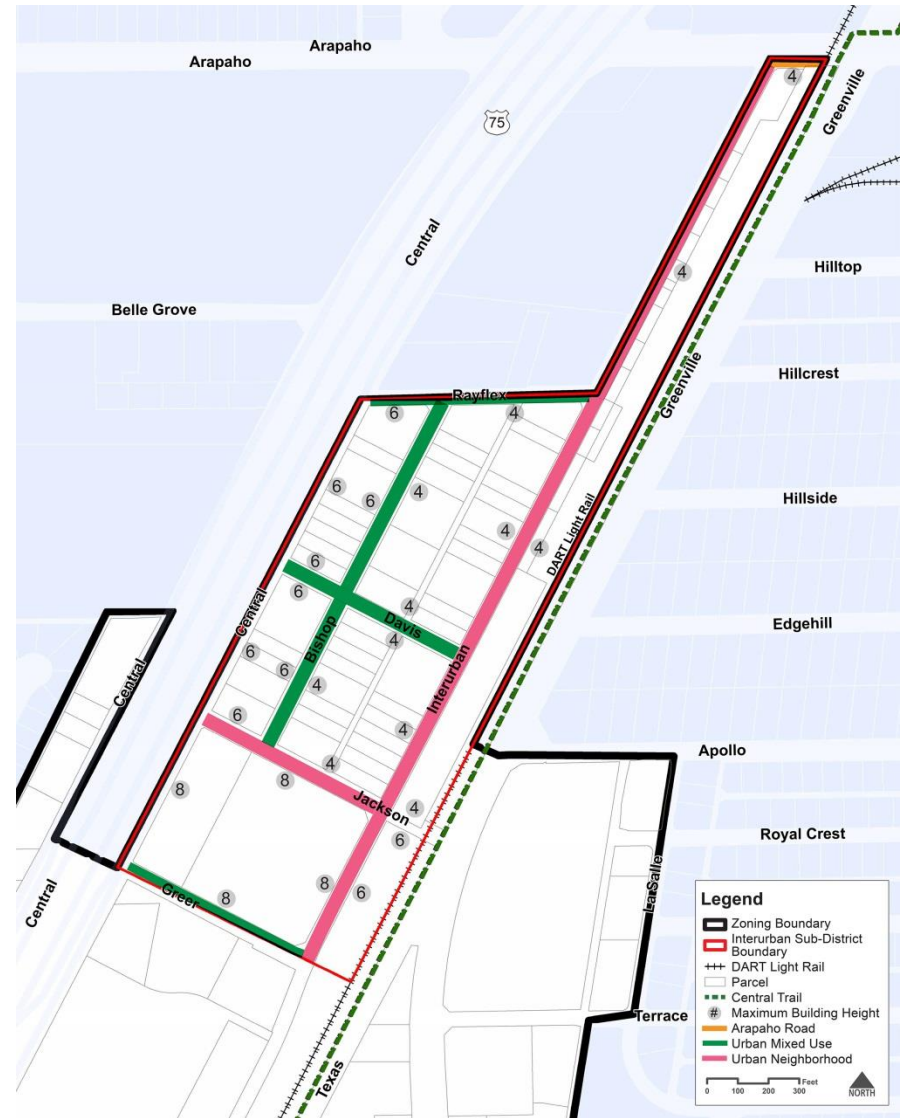 Arapaho
Arapaho
4
Greenville
75
Central
Hilltop
4
Belle Grove
Greenville
Hillcrest
Rayflex
6
4
6
6
4
Hillside
4
4
DART Light Rail
6
6
4
Central
Bishop
Davis
4
Edgehill
Interurban
6
6
4
Central
6
4
4
Apollo
8
8
Jackson
4
6
Royal Crest
Greer
8
8
6
LaSalle
Central
Terrace
Texas
Legend
Zoning Boundary
Interurban Sub-District
Boundary
DART Light Rail
Parcel
Central Trail
# Maximum Building Height
Arapaho Road
Urban Mixed Use
Urban Neighborhood
Feet
0 100 200 300
NORTH